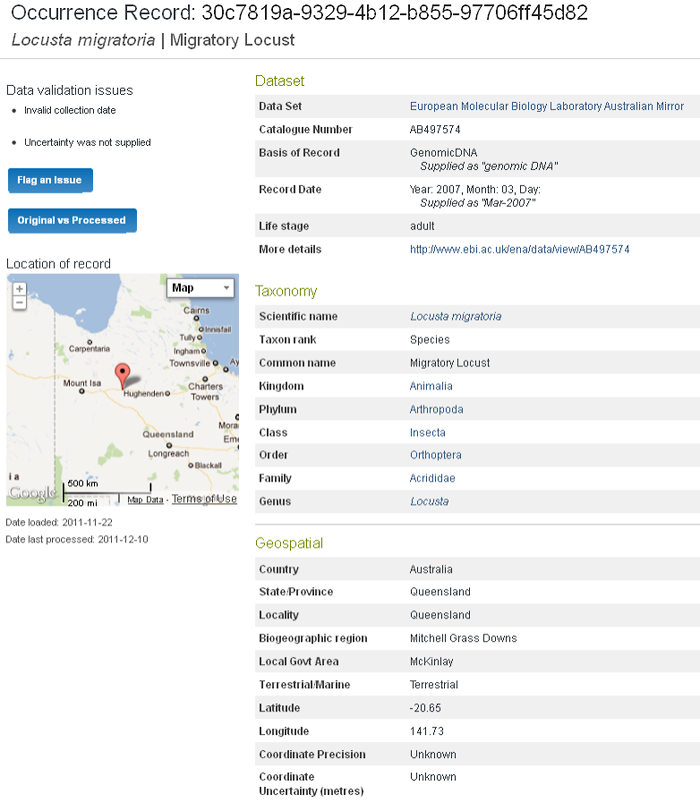 Occurrence Record: 30c7819a-9329-4b12-b855-97706ff45d82
Locusta migratoria | Migratory Locust
Data validation issues
Invalid collection date
Uncertainty was not supplied
Flag an Issue
Original vs Processed
Location of record
Map
Cairns
Innisfail
Tully
Carpentaria
Ingham
Townsville
Ay
Mount Isa
Hughenden
Charters
Towers
Mora
Queensland
Eme
Longreach
Blackall
i a
500 km
Google
200 mi
Map Data - Terms of Use
Date loaded: 2011-11-22
Date last processed: 2011-12-10
Dataset
Data Set European Molecular Biology Laboratory Australian Mirror
Catalogue Number AB497574
Basis of Record GenomicDNA
Supplied as "genomic DNA"
Record Date Year: 2007, Month: 03, Day:
Supplied as "Mar-2007"
Life stage adult
More details http://www.ebi.ac.uk/ena/data/view/AB497574
Taxonomy
Scientific name Locusta migratoria
Taxon rank Species
Common name Migratory Locust
Kingdom Animalia
Phylum Arthropoda
Class Insecta
Order Orthoptera
Family Acrididae
Genus Locusta
Geospatial
Country Australia
State/Province Queensland
Locality Queensland
Biogeographic region Mitchell Grass Downs
Local Govt Area McKinlay
Terrestrial/Marine Terrestrial
Latitude -20.65
Longitude 141.73
Coordinate Precision Unknown
Coordinate Unknown
Uncertainty (metres)